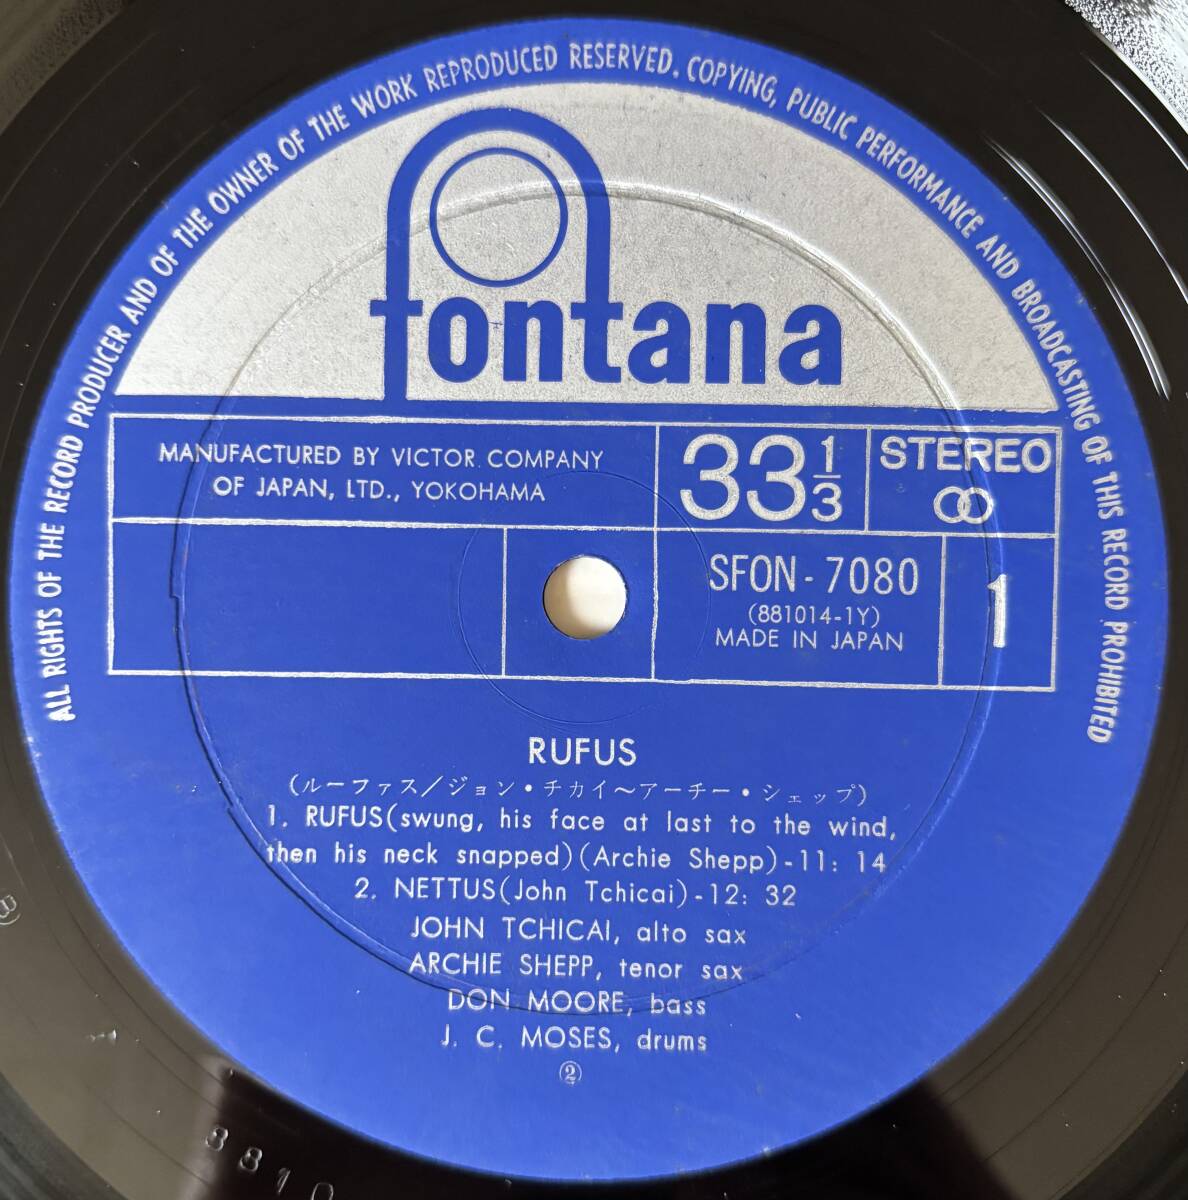 ALL RIGHTS OF THE RECORD PRODUCER AND OF THE OWNER OF THE WORK REPRODUCED RESERVED. COPYING, PUBLIC PERFORMANCE AND BROADCASTING OF THIS RECORD PROHIBITED
fontana
MANUFACTURED BY VICTOR COMPANY
OF JAPAN, LTD., YOKOHAMA
33 1/3
STEREO
SFON-7080
(881014-1Y)
MADE IN JAPAN
1
RUFUS
(ルーファス/ジョン・チカイ〜アーチー・シェップ)
1. RUFUS(swung, his face at last to the wind,
then his neck snapped)(Archie Shepp)-11: 14
2. NETTUS(John Tchicai)-12: 32
JOHN TCHICAI, alto sax
ARCHIE SHEPP, tenor sax
DON MOORE, bass
J. C. MOSES, drums
②
8810